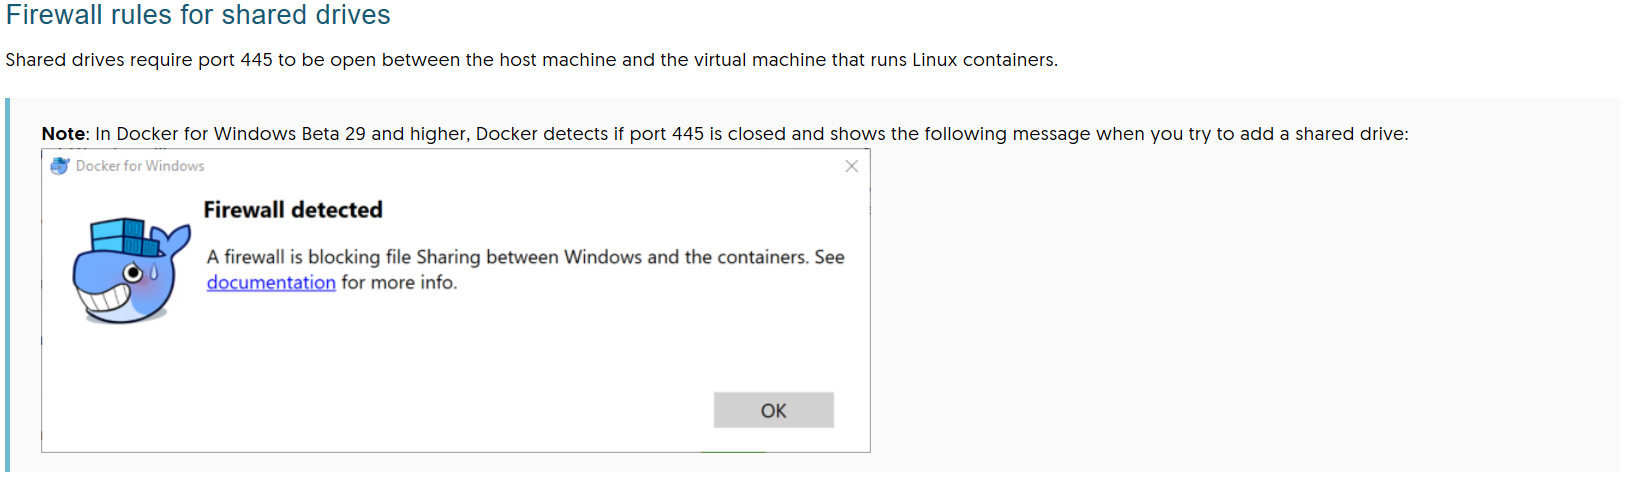 Firewall rules for shared drives
Shared drives require port 445 to be open between the host machine and the virtual machine that runs Linux containers.
Note: In Docker for Windows Beta 29 and higher, Docker detects if port 445 is closed and shows the following message when you try to add a shared drive:
Docker for Windows
Firewall detected
A firewall is blocking file Sharing between Windows and the containers. See
documentation for more info.
OK